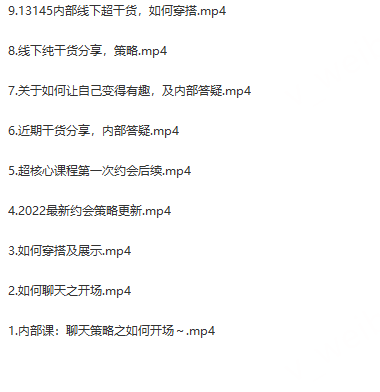 9.13145内部线下超干货，如何穿搭.mp4
8.线下纯干货分享，策略.mp4
7.关于如何让自己变得有趣，及内部答疑.mp4
6.近期干货分享，内部答疑.mp4
5.超核心课程第一次约会后续.mp4
4.2022最新约会策略更新.mp4
3.如何穿搭及展示.mp4
2.如何聊天之开场.mp4
1.内部课：聊天策略之如何开场～.mp4